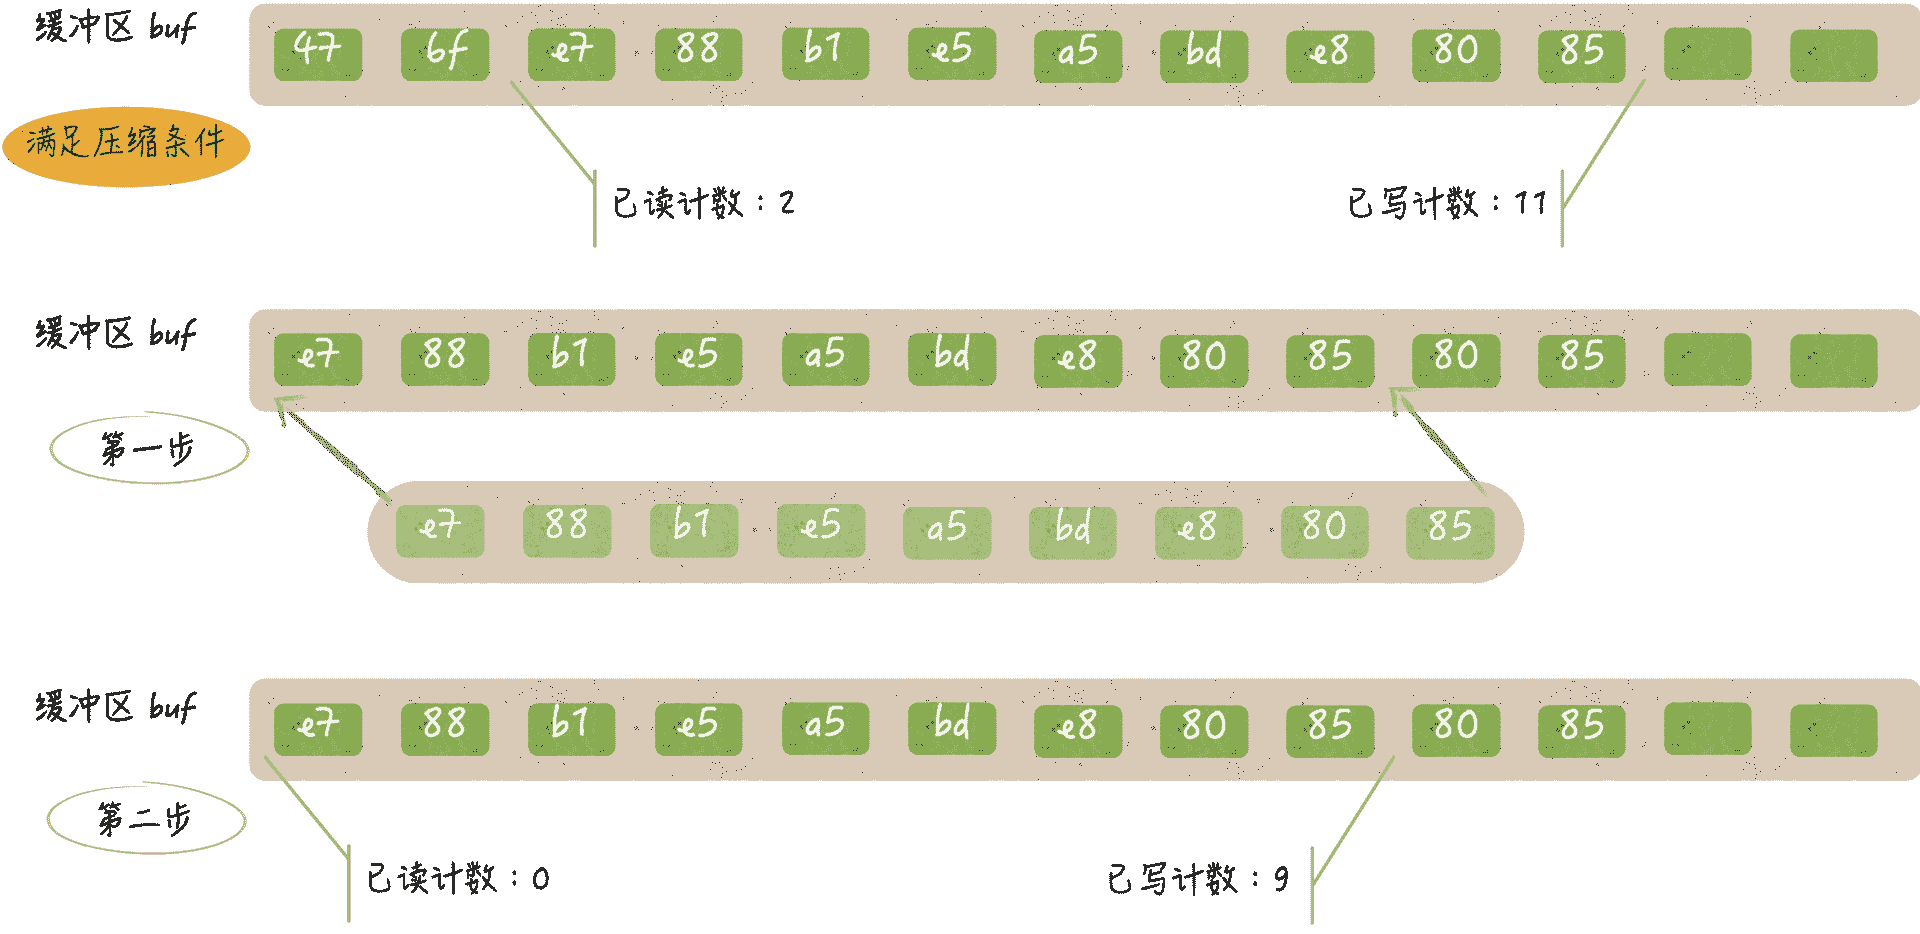 缓冲区 buf
47 6f e7 88 b1 e5 a5 bd e8 80 85
满足压缩条件
已读计数：2
已写计数：11
缓冲区 buf
e7 88 b1 e5 a5 bd e8 80 85 80 85
第一步
e7 88 b1 e5 a5 bd e8 80 85
缓冲区 buf
e7 88 b1 e5 a5 bd e8 80 85 80 85
第二步
已读计数：0
已写计数：9